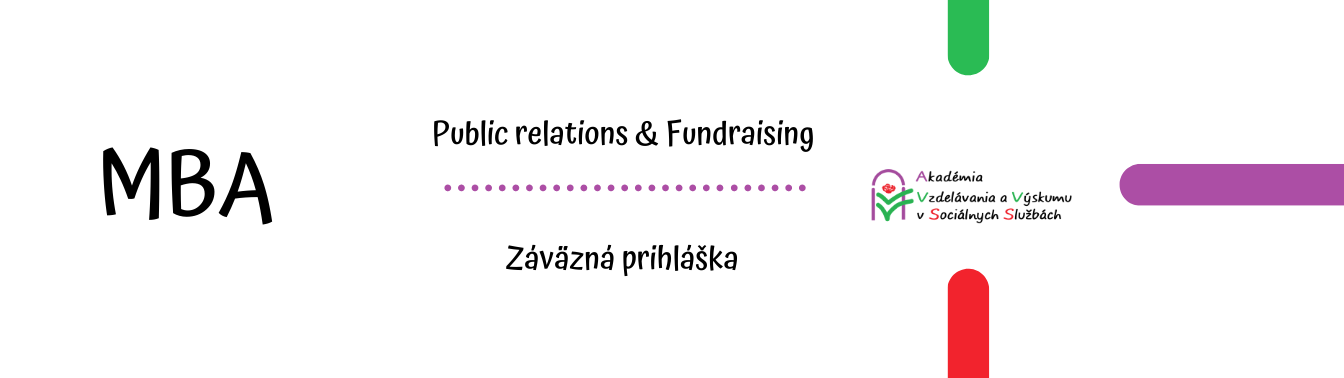 MBA
Public relations & Fundraising
Záväzná prihláška
Akadémia
Vzdelávania a Výskumu
v Sociálnych Službách